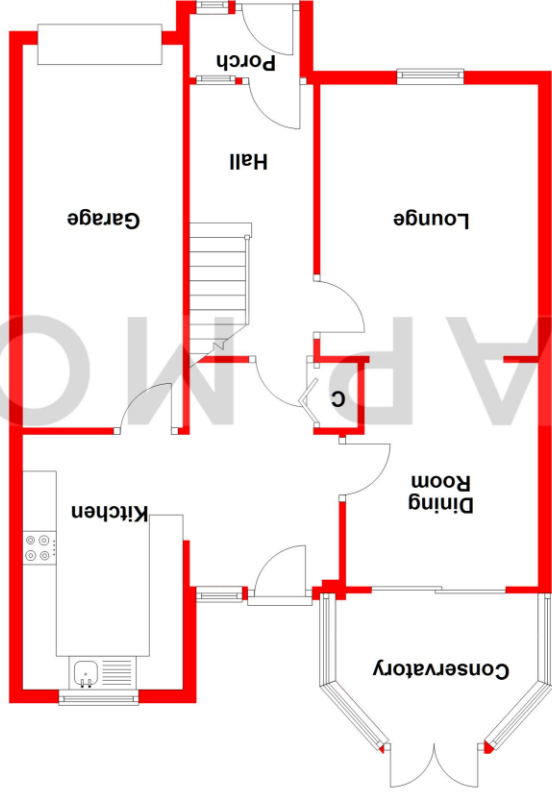 Conservatory
Dining
Room
Kitchen
C
Lounge
Garage
Hall
Porch